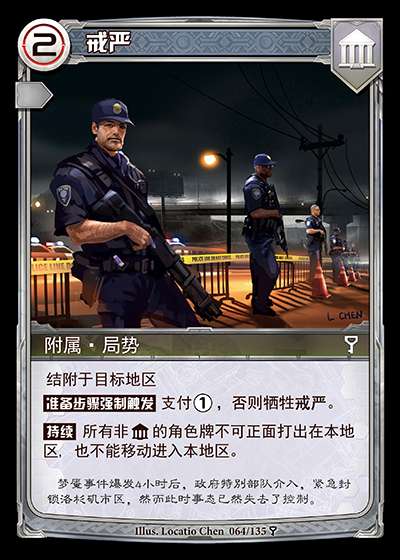 2 戒严
POLICE LINE DO
POLICE LINE
L CHEN
附属·局势
结附于目标地区
准备步骤强制触发 支付1，否则牺牲戒严。
持续 所有非的角色牌不可正面打出在本地
区，也不能移动进入本地区。
梦魇事件爆发4小时后，政府特别部队介入，紧急封
锁洛杉矶市区，然而此时事态已然失去了控制。
Illus. Locatio Chen 064/135